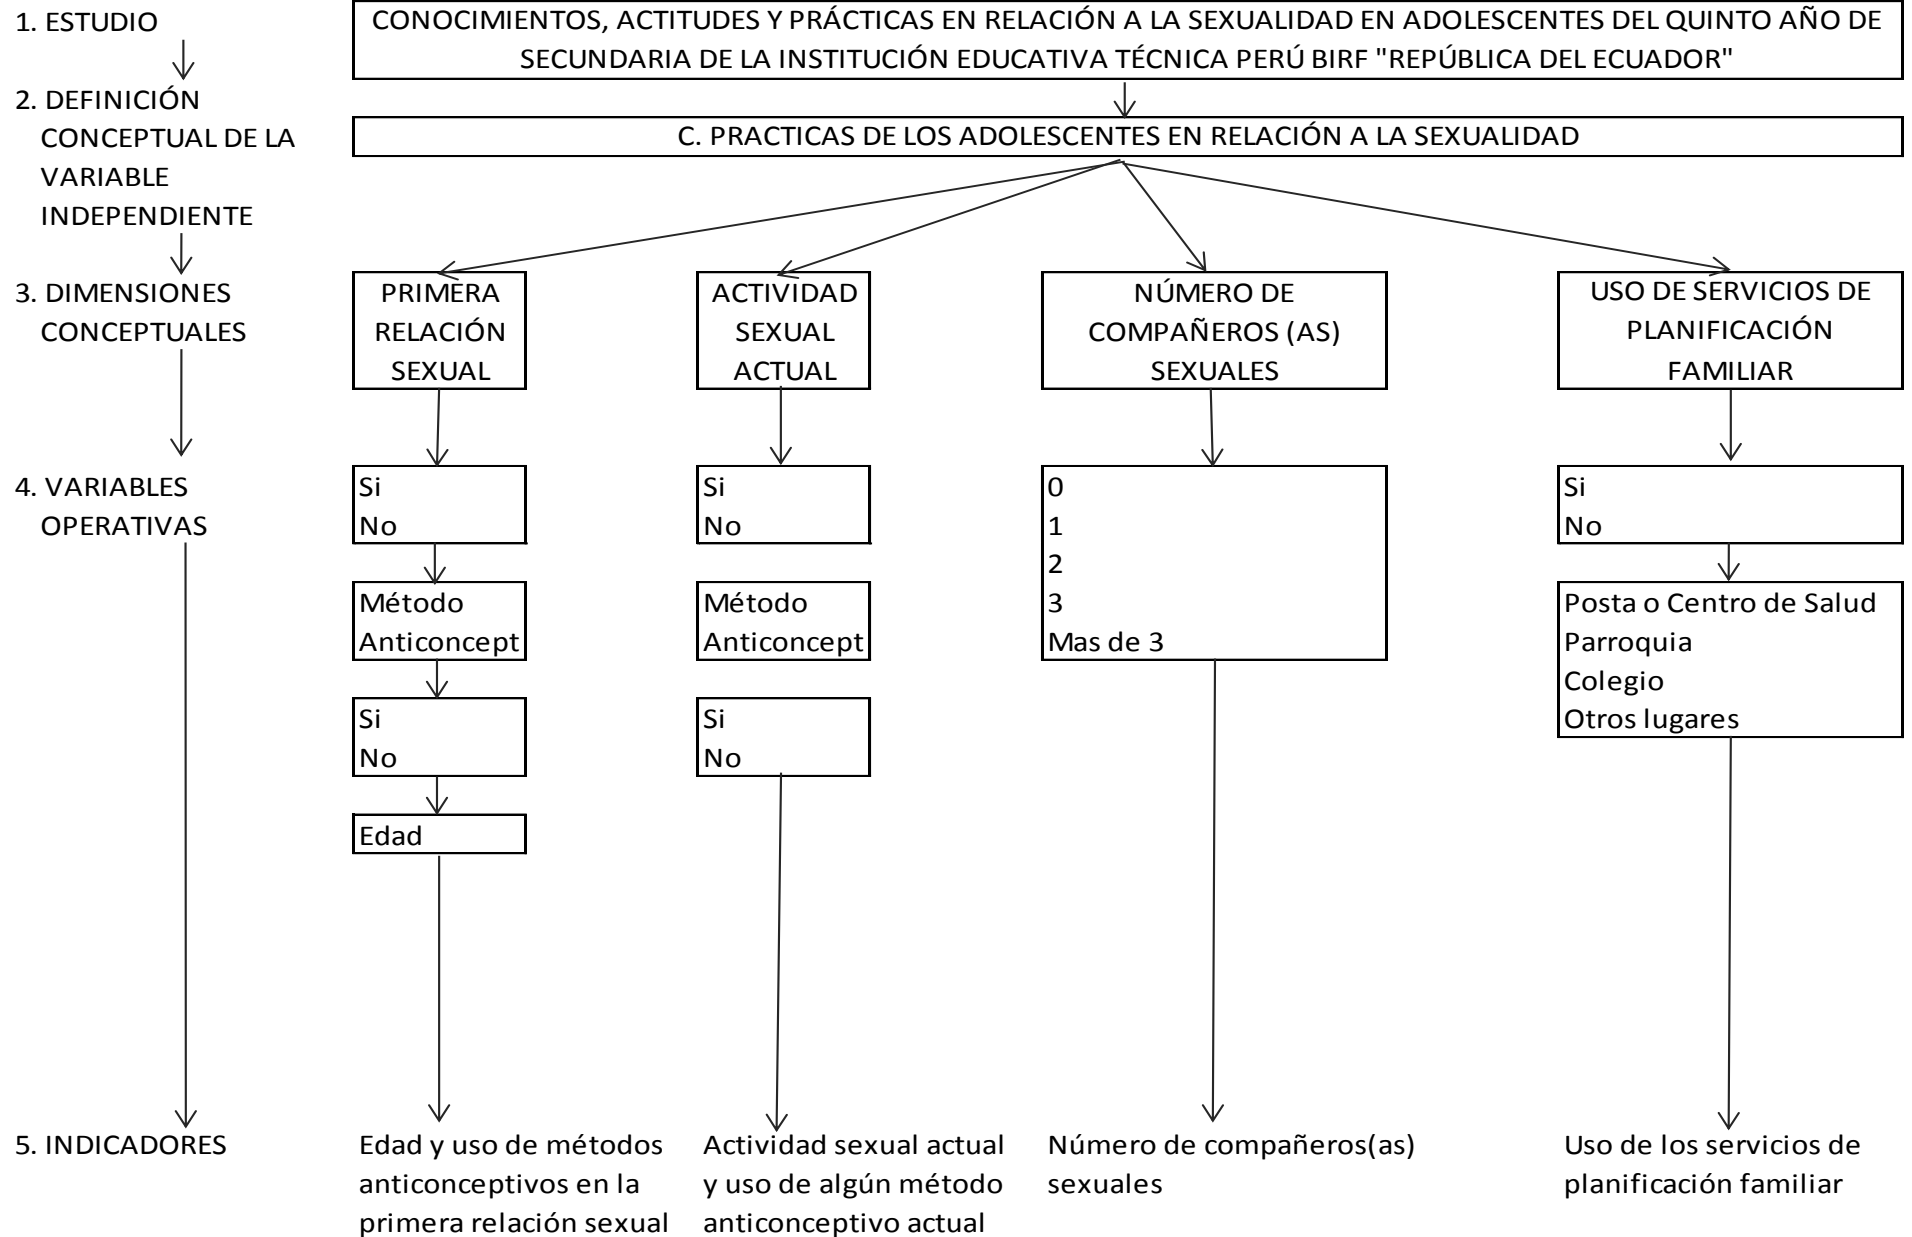 1. ESTUDIO
CONOCIMIENTOS, ACTITUDES Y PRÁCTICAS EN RELACIÓN A LA SEXUALIDAD EN ADOLESCENTES DEL QUINTO AÑO DE
SECUNDARIA DE LA INSTITUCIÓN EDUCATIVA TÉCNICA PERÚ BIRF "REPÚBLICA DEL ECUADOR"
2. DEFINICIÓN
CONCEPTUAL DE LA
VARIABLE
INDEPENDIENTE
C. PRACTICAS DE LOS ADOLESCENTES EN RELACIÓN A LA SEXUALIDAD
3. DIMENSIONES
CONCEPTUALES
PRIMERA
RELACIÓN
SEXUAL
ACTIVIDAD
SEXUAL
ACTUAL
NÚMERO DE
COMPAÑEROS (AS)
SEXUALES
USO DE SERVICIOS DE
PLANIFICACIÓN
FAMILIAR
4. VARIABLES
OPERATIVAS
Si
No
Método
Anticoncept
Si
No
Edad
Si
No
Método
Anticoncept
Si
No
0
1
2
3
Mas de 3
Si
No
Posta o Centro de Salud
Parroquia
Colegio
Otros lugares
5. INDICADORES
Edad y uso de métodos
anticonceptivos en la
primera relación sexual
Actividad sexual actual
y uso de algún método
anticonceptivo actual
Número de compañeros(as)
sexuales
Uso de los servicios de
planificación familiar